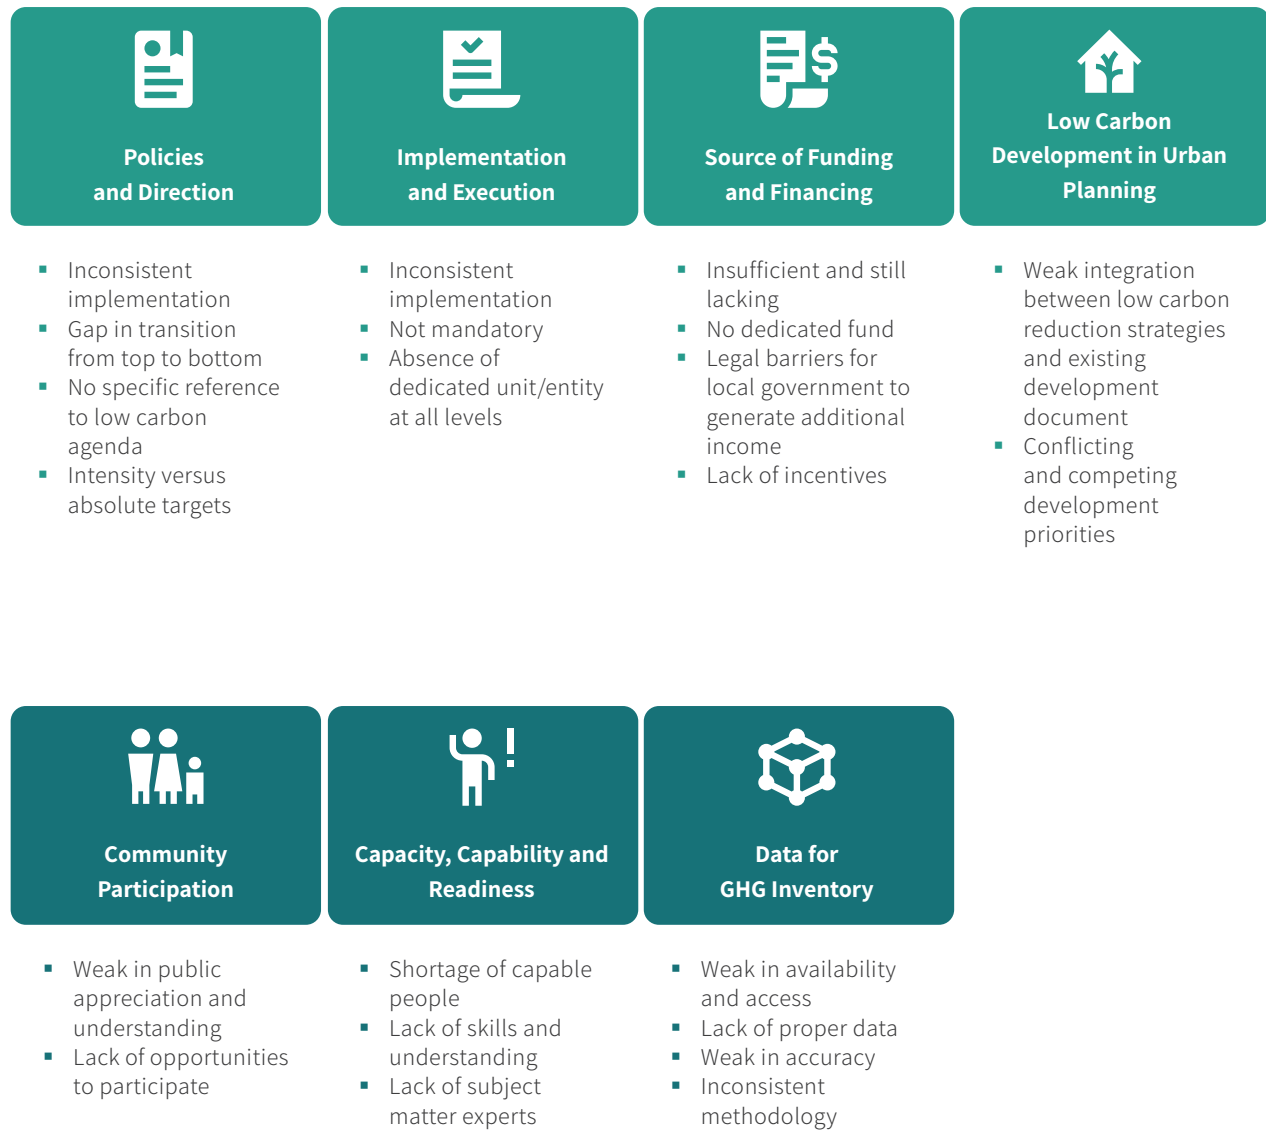 Policies
and Direction
▪ Inconsistent
implementation
▪ Gap in transition
from top to bottom
▪ No specific reference
to low carbon
agenda
▪ Intensity versus
absolute targets
Implementation
and Execution
▪ Inconsistent
implementation
▪ Not mandatory
▪ Absence of
dedicated unit/entity
at all levels
Source of Funding
and Financing
▪ Insufficient and still
lacking
▪ No dedicated fund
▪ Legal barriers for
local government to
generate additional
income
▪ Lack of incentives
Low Carbon
Development in Urban
Planning
▪ Weak integration
between low carbon
reduction strategies
and existing
development
document
▪ Conflicting
and competing
development
priorities
Community
Participation
▪ Weak in public
appreciation and
understanding
▪ Lack of opportunities
to participate
Capacity, Capability and
Readiness
▪ Shortage of capable
people
▪ Lack of skills and
understanding
▪ Lack of subject
matter experts
Data for
GHG Inventory
▪ Weak in availability
and access
▪ Lack of proper data
▪ Weak in accuracy
▪ Inconsistent
methodology